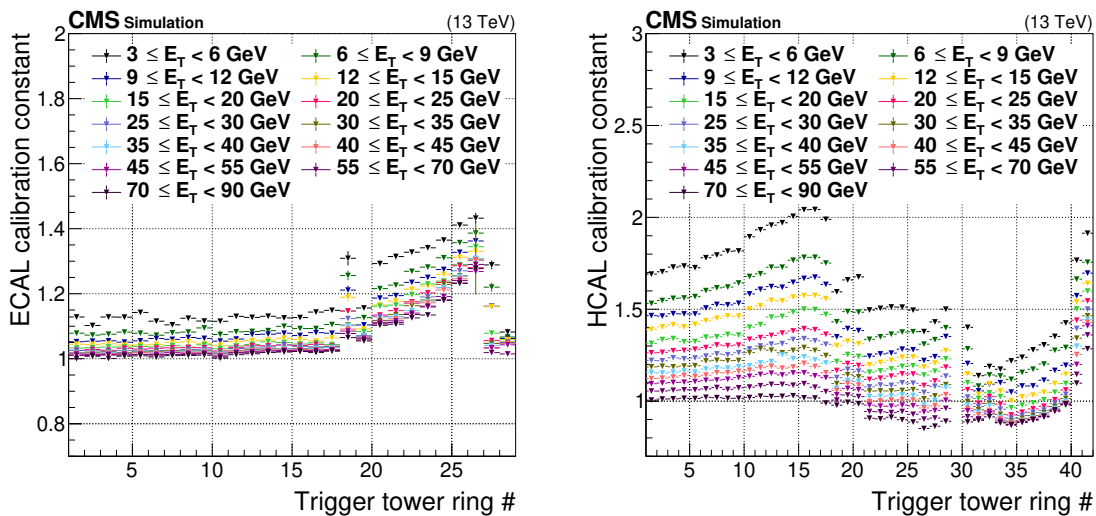 CMS Simulation (13 TeV)
ECAL calibration constant
2
1.8
1.6
1.4
1.2
1
0.8
3 ≤ E_T < 6 GeV 6 ≤ E_T < 9 GeV
9 ≤ E_T < 12 GeV 12 ≤ E_T < 15 GeV
15 ≤ E_T < 20 GeV 20 ≤ E_T < 25 GeV
25 ≤ E_T < 30 GeV 30 ≤ E_T < 35 GeV
35 ≤ E_T < 40 GeV 40 ≤ E_T < 45 GeV
45 ≤ E_T < 55 GeV 55 ≤ E_T < 70 GeV
70 ≤ E_T < 90 GeV
5 10 15 20 25
Trigger tower ring #
CMS Simulation (13 TeV)
HCAL calibration constant
3
2.5
2
1.5
1
3 ≤ E_T < 6 GeV 6 ≤ E_T < 9 GeV
9 ≤ E_T < 12 GeV 12 ≤ E_T < 15 GeV
15 ≤ E_T < 20 GeV 20 ≤ E_T < 25 GeV
25 ≤ E_T < 30 GeV 30 ≤ E_T < 35 GeV
35 ≤ E_T < 40 GeV 40 ≤ E_T < 45 GeV
45 ≤ E_T < 55 GeV 55 ≤ E_T < 70 GeV
70 ≤ E_T < 90 GeV
5 10 15 20 25 30 35 40
Trigger tower ring #